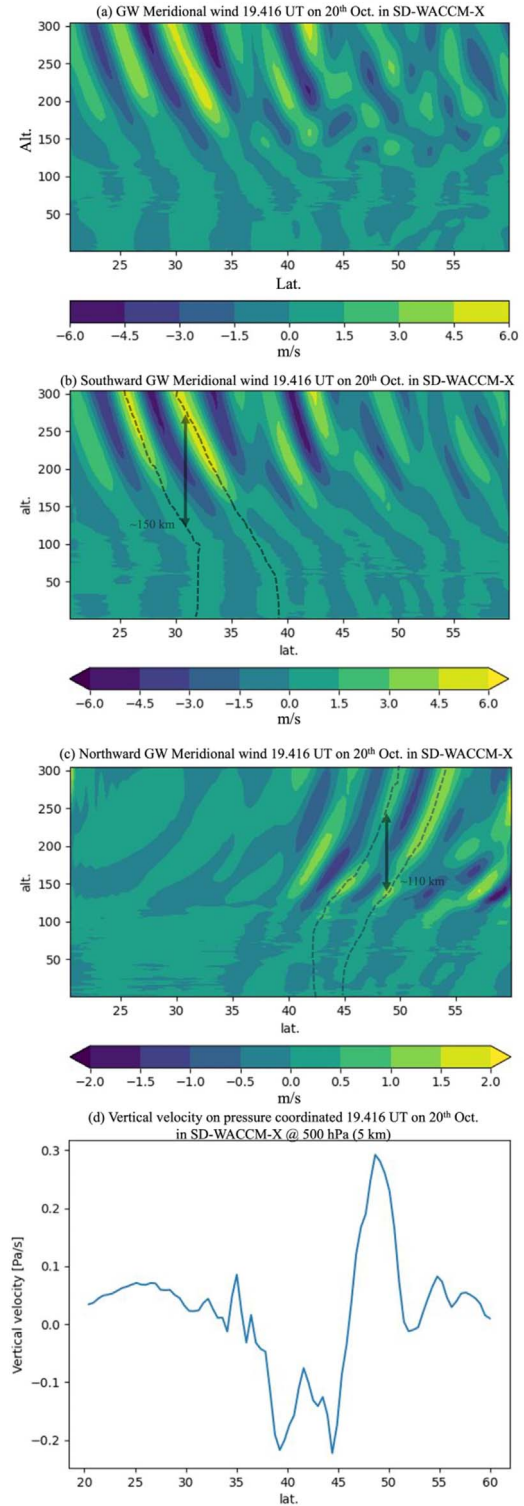 (a) GW Meridional wind 19.416 UT on 20th Oct. in SD-WACCM-X
300
250
200
150
100
50
Alt.
25 30 35 40 45 50 55
Lat.
−6.0 −4.5 −3.0 −1.5 0.0 1.5 3.0 4.5 6.0
m/s
(b) Southward GW Meridional wind 19.416 UT on 20th Oct. in SD-WACCM-X
300
250
200
150
100
50
alt.
~150 km
25 30 35 40 45 50 55
lat.
−6.0 −4.5 −3.0 −1.5 0.0 1.5 3.0 4.5 6.0
m/s
(c) Northward GW Meridional wind 19.416 UT on 20th Oct. in SD-WACCM-X
300
250
200
150
100
50
alt.
~110 km
25 30 35 40 45 50 55
lat.
−2.0 −1.5 −1.0 −0.5 0.0 0.5 1.0 1.5 2.0
m/s
(d) Vertical velocity on pressure coordinated 19.416 UT on 20th Oct.
in SD-WACCM-X @ 500 hPa (5 km)
0.3
0.2
0.1
0.0
−0.1
−0.2
Vertical velocity [Pa/s]
20 25 30 35 40 45 50 55 60
lat.